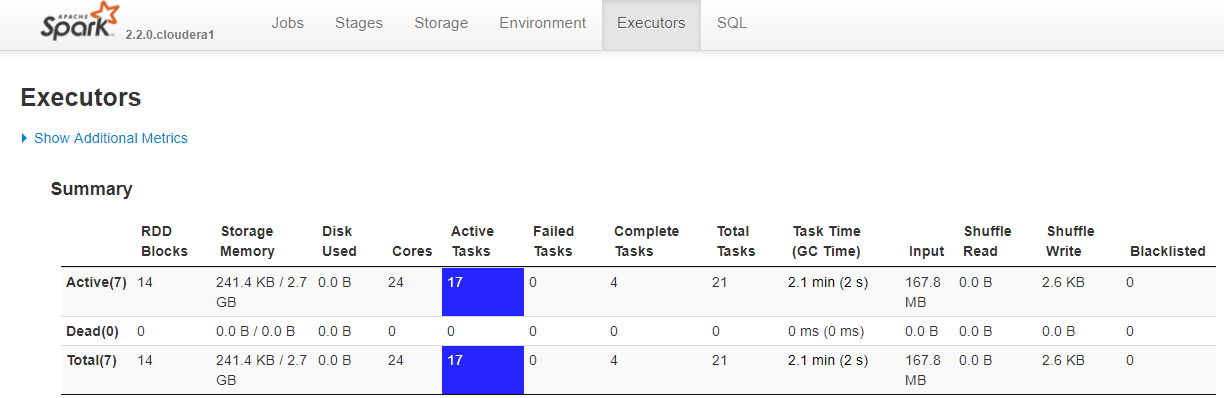 APACHE
Spark 2.2.0.cloudera1 Jobs Stages Storage Environment Executors SQL
Executors
Show Additional Metrics
Summary
RDD Storage Disk Active Failed Complete Total Task Time Shuffle Shuffle
Blocks Memory Used Cores Tasks Tasks Tasks Tasks (GC Time) Input Read Write Blacklisted
Active(7) 14 241.4 KB / 2.7 0.0 B 24 17 0 4 21 2.1 min (2 s) 167.8 0.0 B 2.6 KB 0
GB MB
Dead(0) 0 0.0 B / 0.0 B 0.0 B 0 0 0 0 0 0 ms (0 ms) 0.0 B 0.0 B 0.0 B 0
Total(7) 14 241.4 KB / 2.7 0.0 B 24 17 0 4 21 2.1 min (2 s) 167.8 0.0 B 2.6 KB 0
GB MB